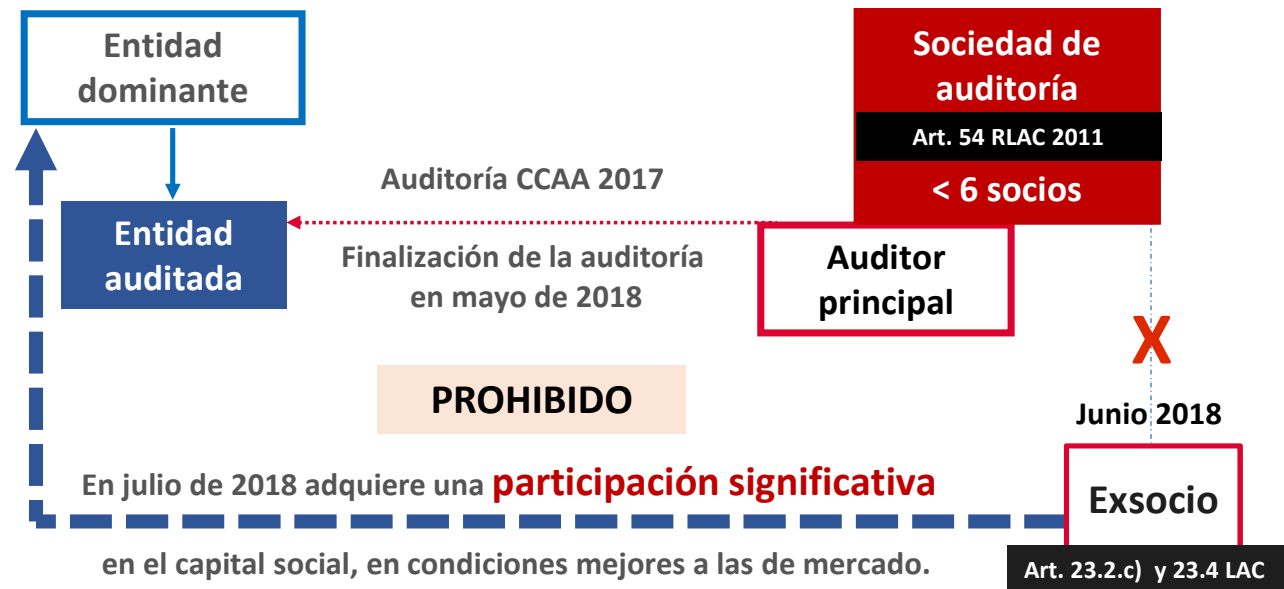 Entidad
dominante
Sociedad de
auditoría
Art. 54 RLAC 2011
< 6 socios
Auditoría CCAA 2017
Entidad
auditada
Finalización de la auditoría
en mayo de 2018
Auditor
principal
X
PROHIBIDO
Junio 2018
En julio de 2018 adquiere una participación significativa
Exsocio
en el capital social, en condiciones mejores a las de mercado.
Art. 23.2.c) y 23.4 LAC